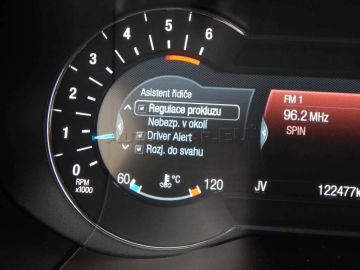 6
5
4
3
2
1
0
RPM
x1000
Asistent řidiče
Regulace prokluzu
Nebezp. v okolí
Driver Alert
Rozj. do svahu
60
°C
120
FM 1
96.2 MHz
SPIN
JV
122477k